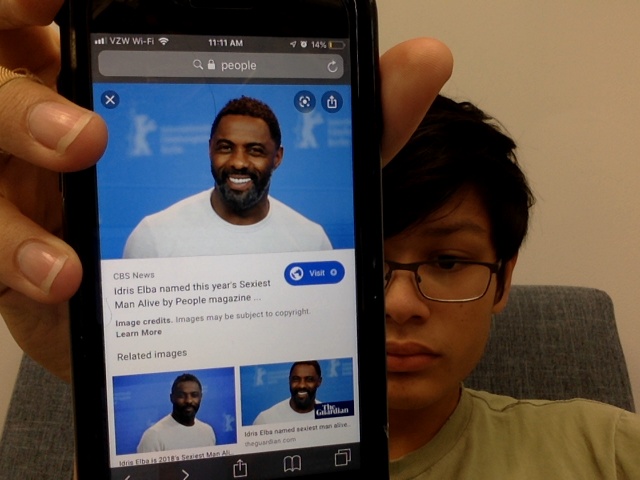 VZW Wi-Fi 11:11 AM 14%
people
CBS News
Idris Elba named this year's Sexiest
Man Alive by People magazine ...
Visit
Image credits. Images may be subject to copyright.
Learn More
Related images
The
Guardian
Idris Elba named sexiest man alive.
theguardian.com
Idris Elba is 2018's Sexiest Man Ali